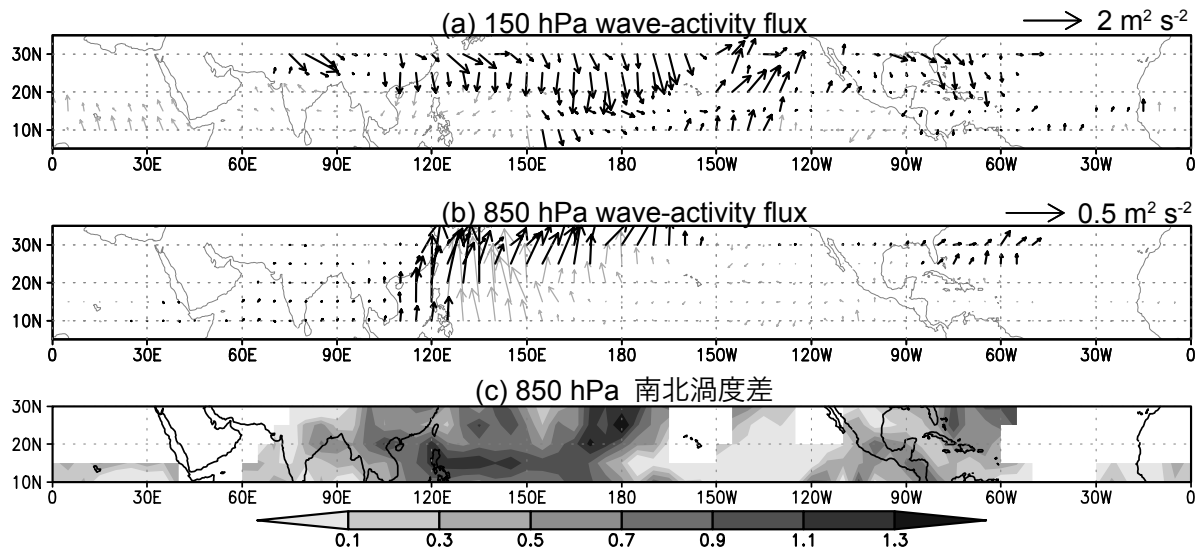 (a) 150 hPa wave-activity flux
2 m² s⁻²
30N
20N
10N
0 30E 60E 90E 120E 150E 180 150W 120W 90W 60W 30W 0
(b) 850 hPa wave-activity flux
0.5 m² s⁻²
30N
20N
10N
0 30E 60E 90E 120E 150E 180 150W 120W 90W 60W 30W 0
(c) 850 hPa 南北渦度差
30N
20N
10N
0 30E 60E 90E 120E 150E 180 150W 120W 90W 60W 30W 0
0.1 0.3 0.5 0.7 0.9 1.1 1.3